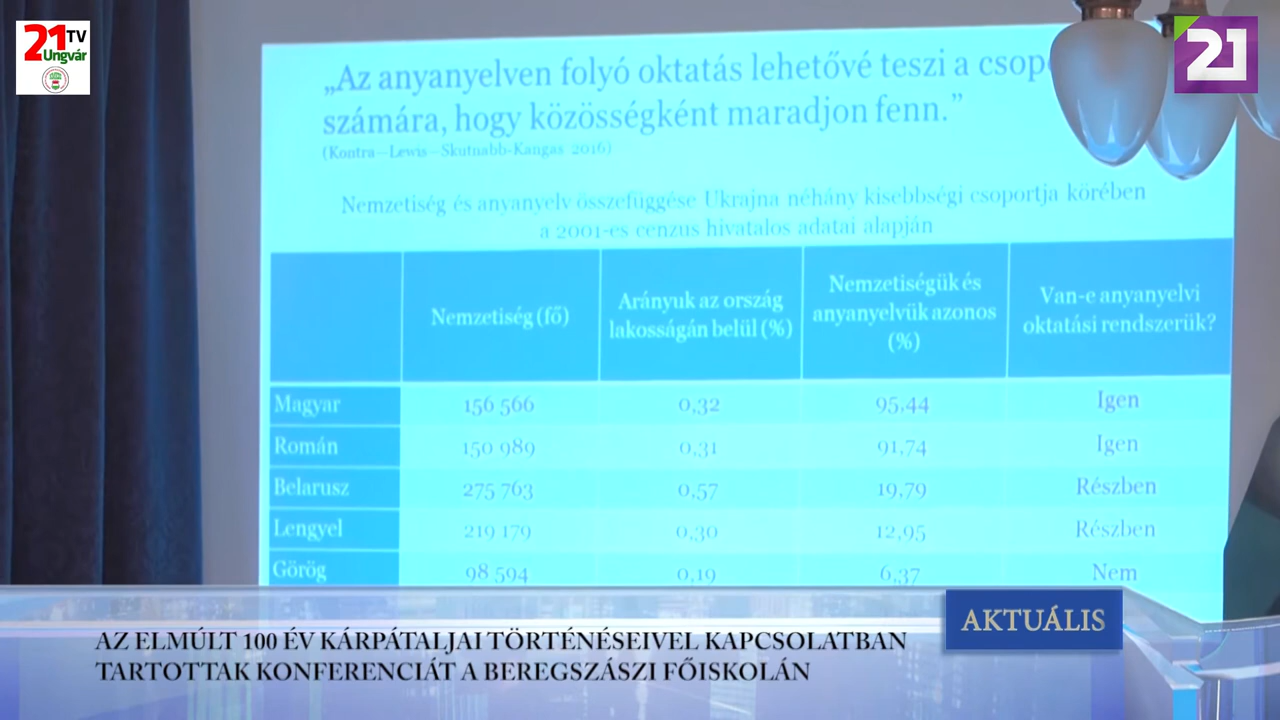 21 TV
Ungvár
21
„Az anyanyelven folyó oktatás lehetővé teszi a
számára, hogy közösségként maradjon fenn.”
(Kontra–Lewis–Skutnabb-Kangas 2016)
Nemzetiség és anyanyelv összefüggése Ukrajna néhány kisebbségi csoportja körében
a 2001-es cenzus hivatalos adatai alapján
Nemzetiség (fő)
Arányuk az ország
lakosságán belül (%)
Nemzetiségük és
anyanyelvük azonos
(%)
Van-e anyanyelvi
oktatási rendszerük?
Magyar 156 566 0,32 95,44 Igen
Román 150 989 0,31 91,74 Igen
Belarusz 275 763 0,57 19,79 Részben
Lengyel 219 179 0,30 12,95 Részben
Görög 98 594 0,19 6,37 Nem
AKTUÁLIS
AZ ELMÚLT 100 ÉV KÁRPÁTALJAI TÖRTÉNÉSEIVEL KAPCSOLATBAN
TARTOTTAK KONFERENCIÁT A BEREGSZÁSZI FŐISKOLÁN